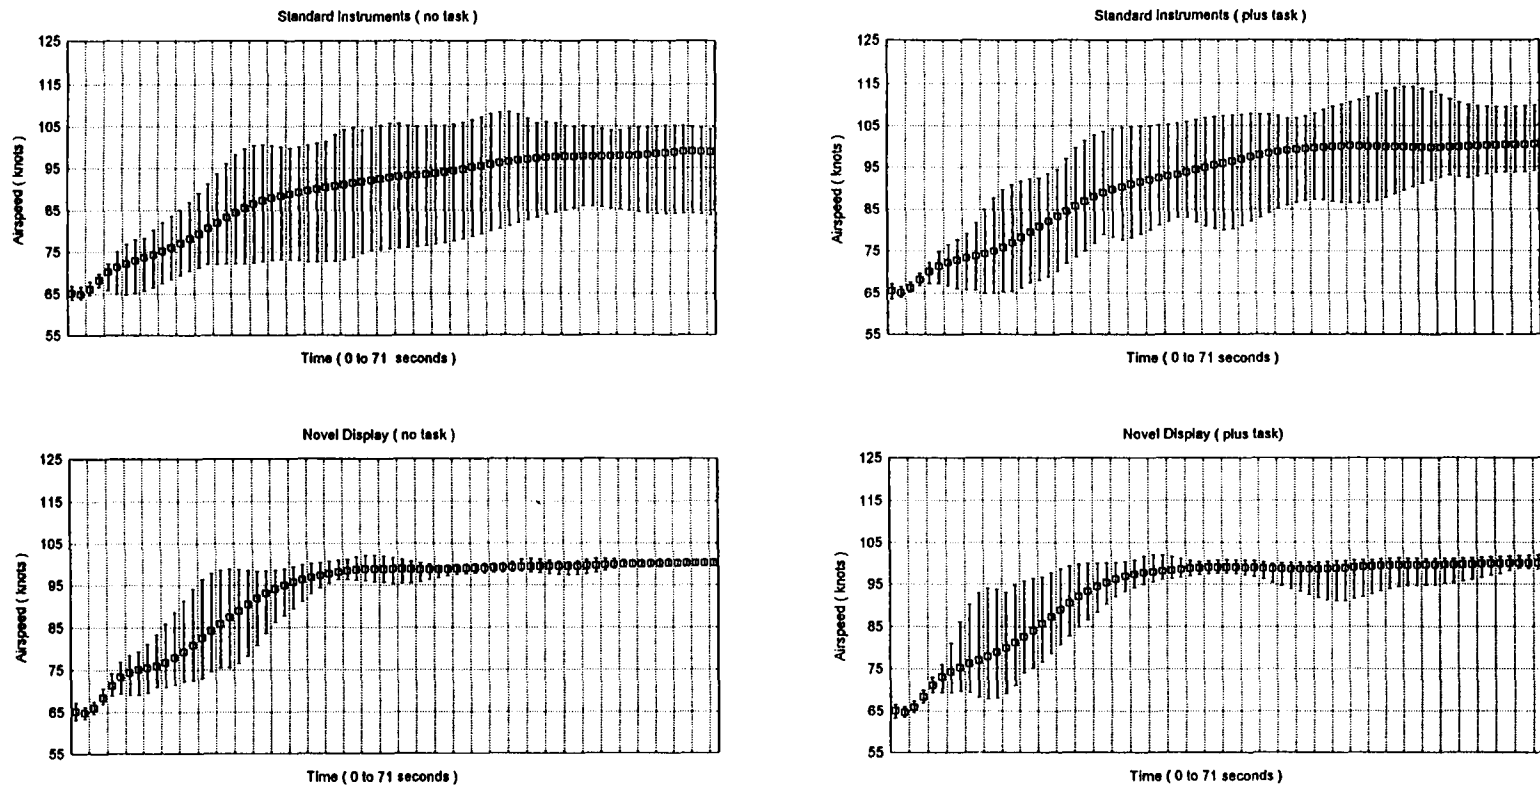 Standard Instruments ( no task )
125
115
105
95
85
75
65
55
Airspeed ( knots )
Time ( 0 to 71 seconds )
Standard Instruments ( plus task )
125
115
105
95
85
75
65
55
Airspeed ( knots )
Time ( 0 to 71 seconds )
Novel Display ( no task )
125
115
105
95
85
75
65
55
Airspeed ( knots )
Time ( 0 to 71 seconds )
Novel Display ( plus task)
125
115
105
95
85
75
65
55
Airspeed ( knots )
Time ( 0 to 71 seconds )